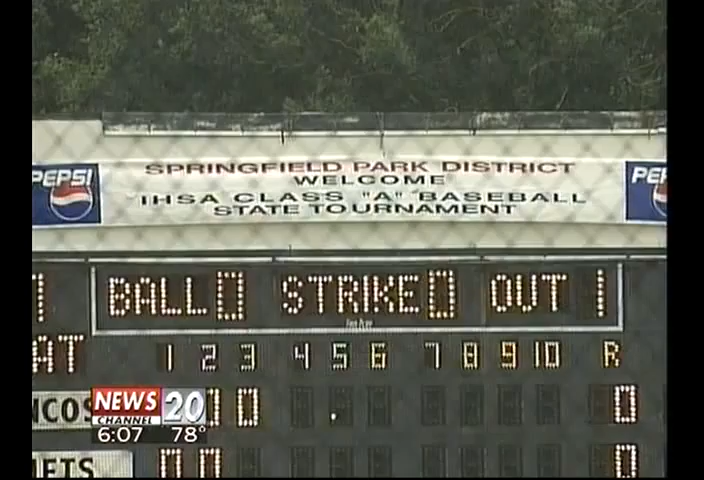 SPRINGFIELD PARK DISTRICT
WELCOME
PEPSI
IHSA CLASS "A" BASEBALL
STATE TOURNAMENT
BALL 0 STRIKE 0 OUT 1
AT 1 2 3 4 5 6 7 8 9 10 R
NCOS 0 0 0
NEWS 20
CHANNEL
6:07 78°
0 0 0